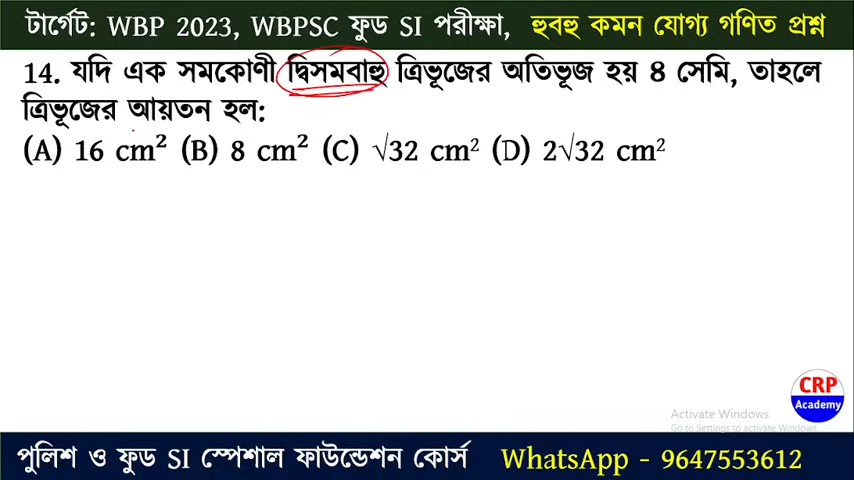 টার্গেট: WBP 2023, WBPSC ফুড SI পরীক্ষা, হুবহু কমন যোগ্য গণিত প্রশ্ন
14. যদি এক সমকোণী দ্বিসমবাহু ত্রিভূজের অতিভূজ হয় ৪ সেমি, তাহলে
ত্রিভূজের আয়তন হল:
(A) 16 cm² (B) 8 cm² (C) √32 cm² (D) 2√32 cm²
CRP
Academy
Activate Windows
Go to Settings to activate Windows.
পুলিশ ও ফুড SI স্পেশাল ফাউন্ডেশন কোর্স WhatsApp - 9647553612